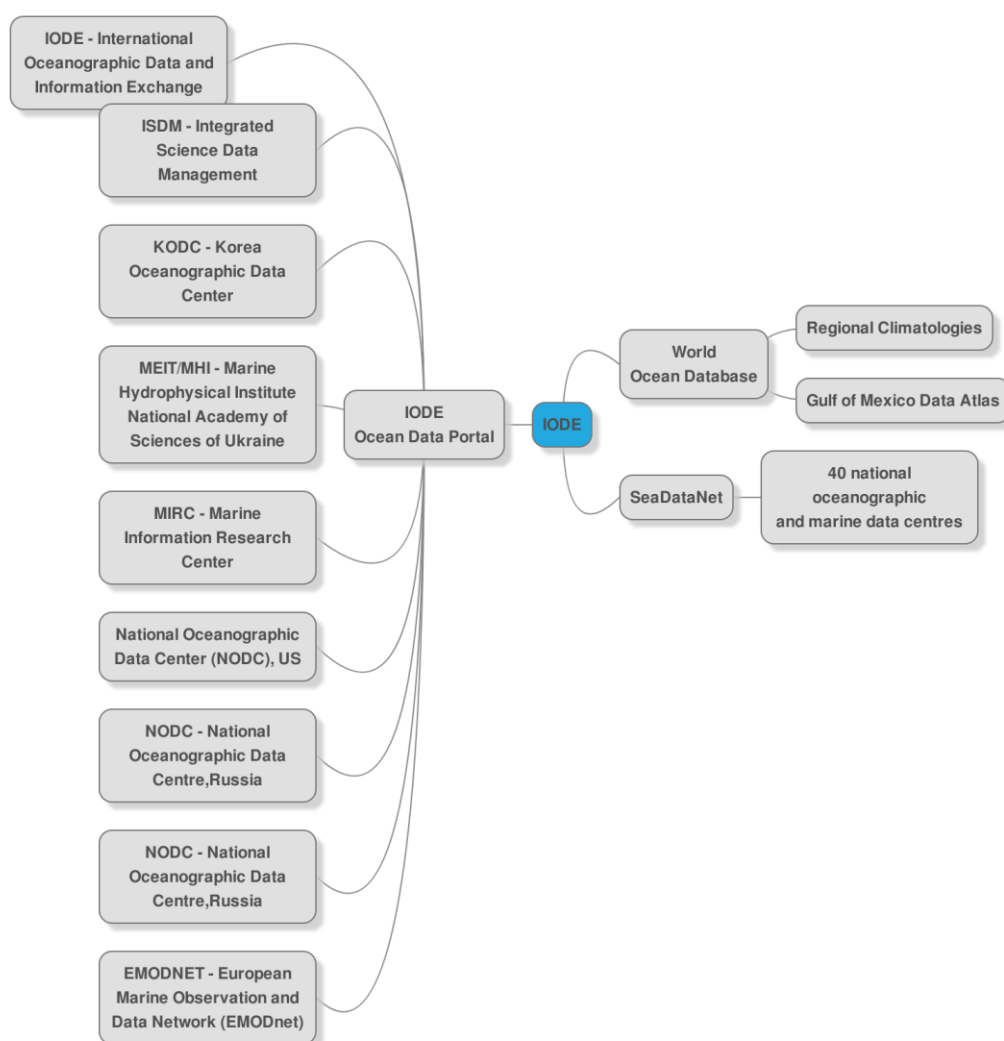 IODE - International
Oceanographic Data and
Information Exchange
ISDM - Integrated
Science Data
Management
KODC - Korea
Oceanographic Data
Center
MEIT/MHI - Marine
Hydrophysical Institute
National Academy of
Sciences of Ukraine
MIRC - Marine
Information Research
Center
National Oceanographic
Data Center (NODC), US
NODC - National
Oceanographic Data
Centre,Russia
NODC - National
Oceanographic Data
Centre,Russia
EMODNET - European
Marine Observation and
Data Network (EMODnet)
IODE
Ocean Data Portal
IODE
World
Ocean Database
Regional Climatologies
Gulf of Mexico Data Atlas
SeaDataNet
40 national
oceanographic
and marine data centres